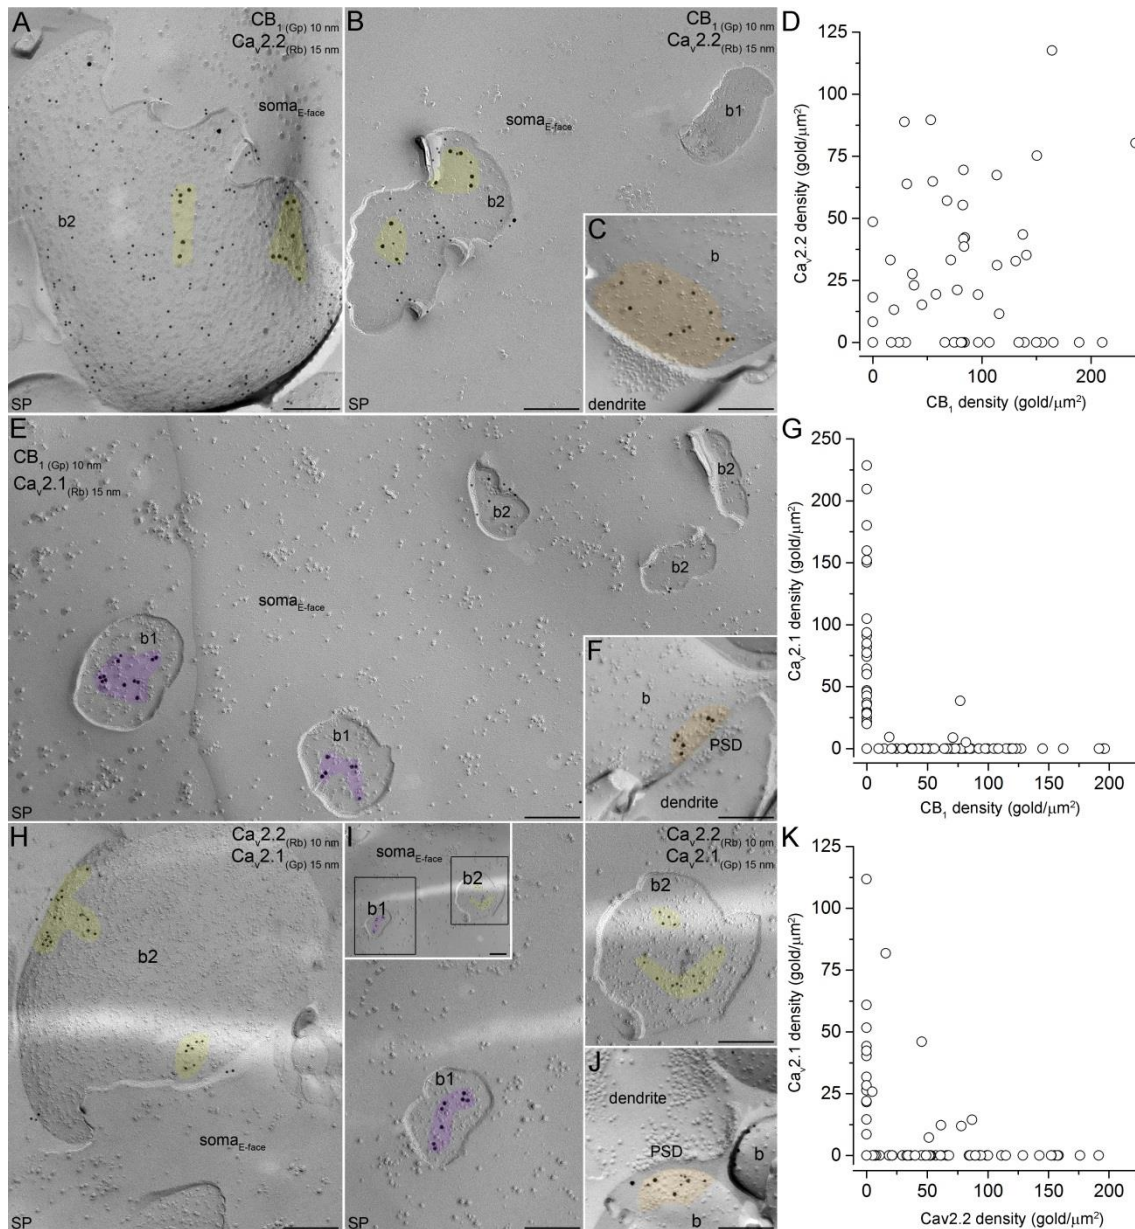 A
CB1 (Gp) 10 nm
Cav2.2(Rb) 15 nm
somaE-face
b2
SP
B
CB1 (Gp) 10 nm
Cav2.2(Rb) 15 nm
b1
somaE-face
b2
SP
C
b
dendrite
D
125
100
75
50
25
0
Cav2.2 density (gold/μm²)
0
100
200
CB1 density (gold/μm²)
E
CB1 (Gp) 10 nm
Cav2.1(Rb) 15 nm
b2
b2
b2
somaE-face
b1
b1
SP
F
b
PSD
dendrite
G
250
200
150
100
50
0
Cav2.1 density (gold/μm²)
0
50
100
150
200
CB1 density (gold/μm²)
H
Cav2.2(Rb) 10 nm
Cav2.1(Gp) 15 nm
b2
somaE-face
SP
I
somaE-face
b2
b1
b1
SP
Cav2.2(Rb) 10 nm
Cav2.1(Gp) 15 nm
b2
J
dendrite
PSD
b
b
K
125
100
75
50
25
0
Cav2.1 density (gold/μm²)
0
50
100
150
200
Cav2.2 density (gold/μm²)